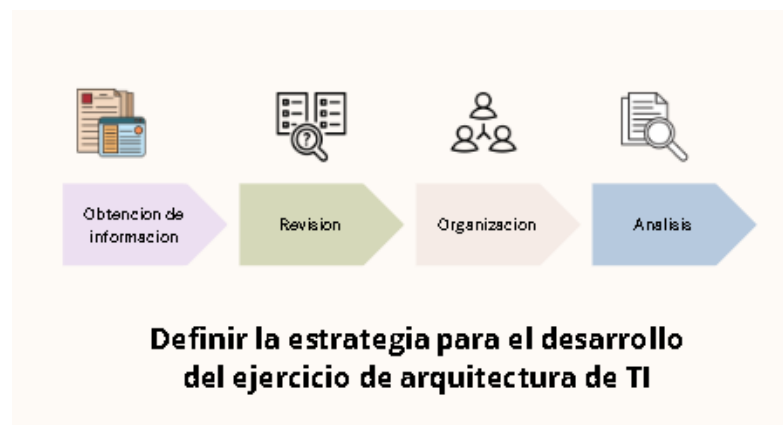 Obtencion de
informacion
Revision
Organizacion
Analisis
Definir la estrategia para el desarrollo
del ejercicio de arquitectura de TI